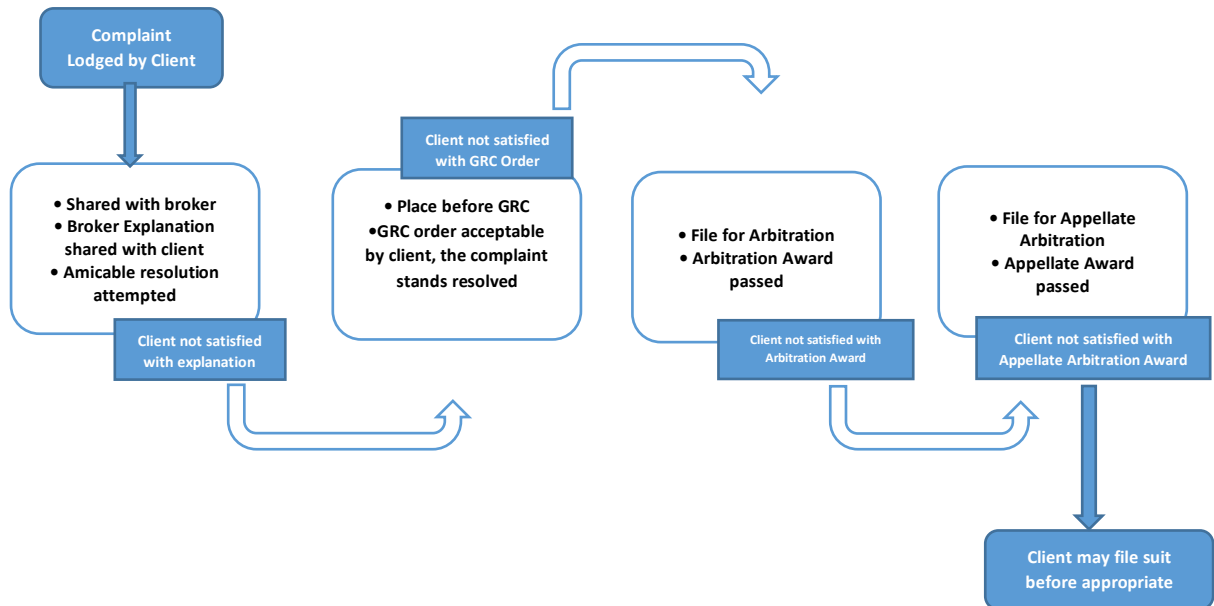 Complaint
Lodged by Client
• Shared with broker
• Broker Explanation
shared with client
• Amicable resolution
attempted
Client not satisfied
with explanation
Client not satisfied
with GRC Order
• Place before GRC
•GRC order acceptable
by client, the complaint
stands resolved
• File for Arbitration
• Arbitration Award
passed
Client not satisfied with
Arbitration Award
• File for Appellate
Arbitration
• Appellate Award
passed
Client not satisfied with
Appellate Arbitration Award
Client may file suit
before appropriate